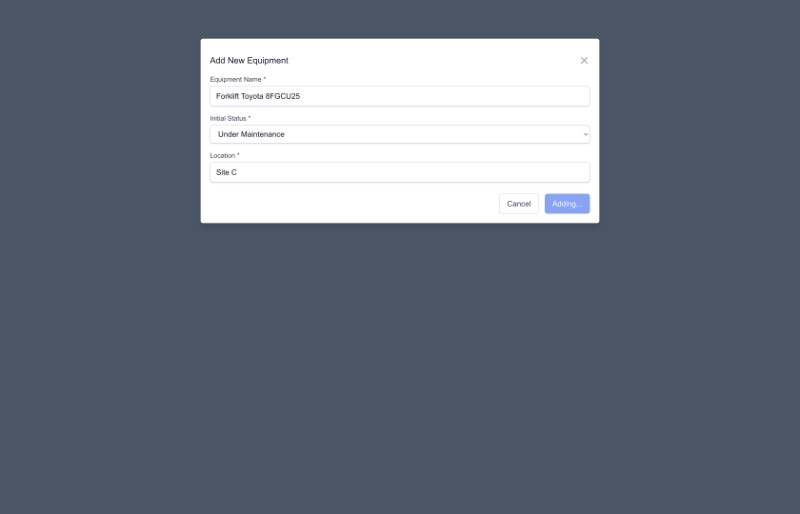 Add New Equipment
Equipment Name *
Forklift Toyota 8FGCU25
Initial Status *
Under Maintenance
Location *
Site C
Cancel
Adding...